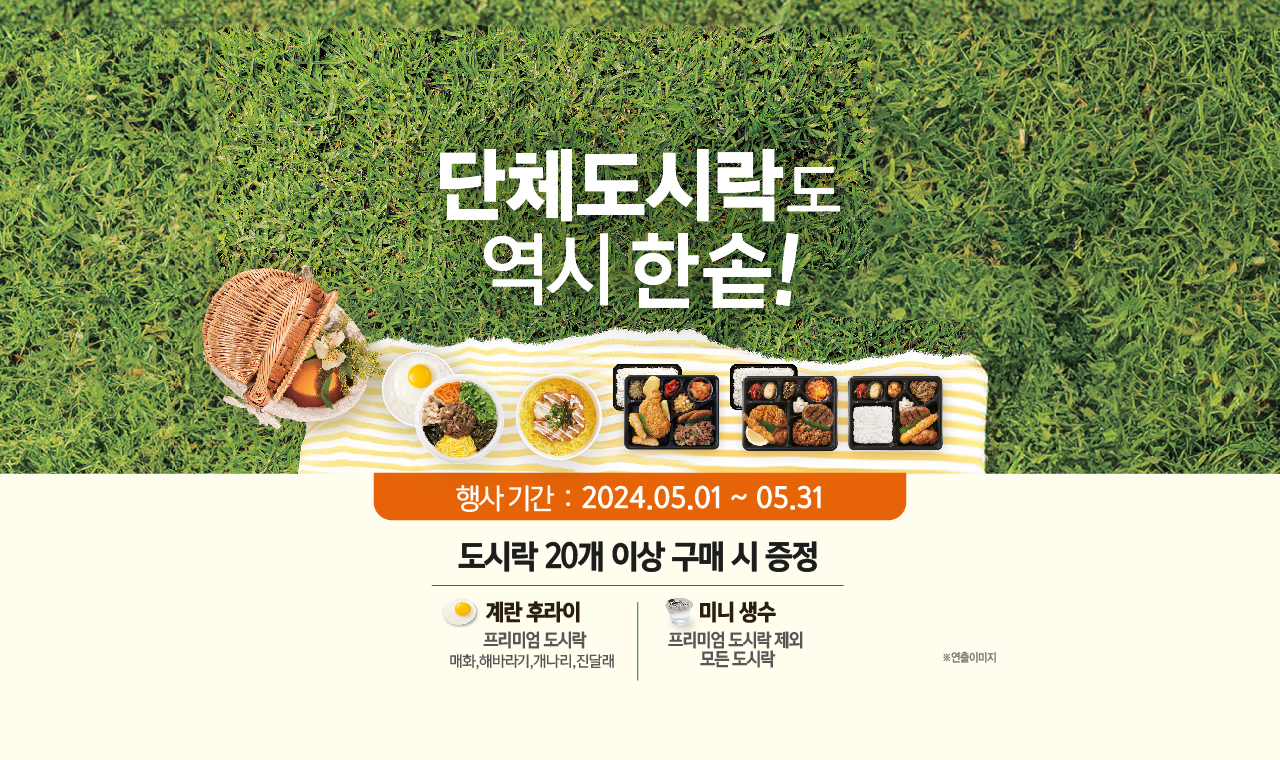 단체도시락도
역시 한솥!
행사 기간 : 2024.05.01 ~ 05.31
도시락 20개 이상 구매 시 증정
계란 후라이
프리미엄 도시락
매화,해바라기,개나리,진달래
미니 생수
프리미엄 도시락 제외
모든 도시락
※연출이미지